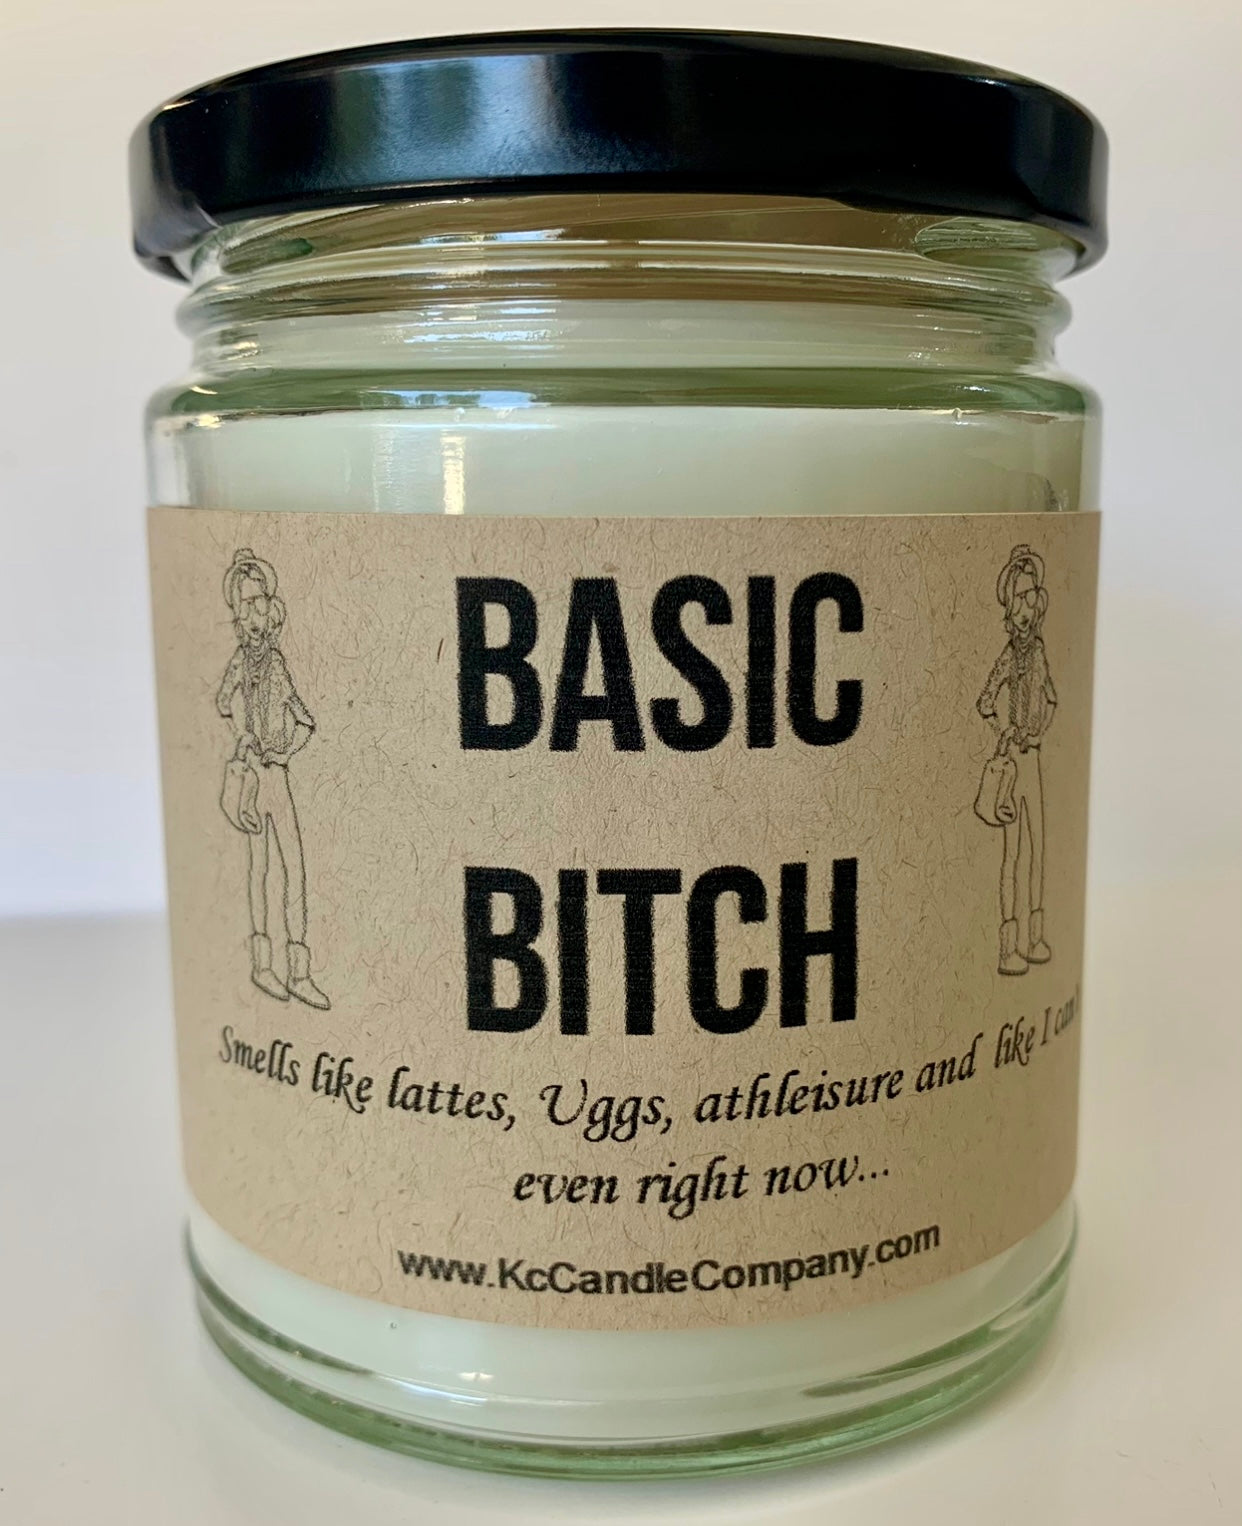 BASIC
BITCH
Smells like lattes, Uggs, athleisure and like I can't
even right now...
www.KcCandleCompany.com